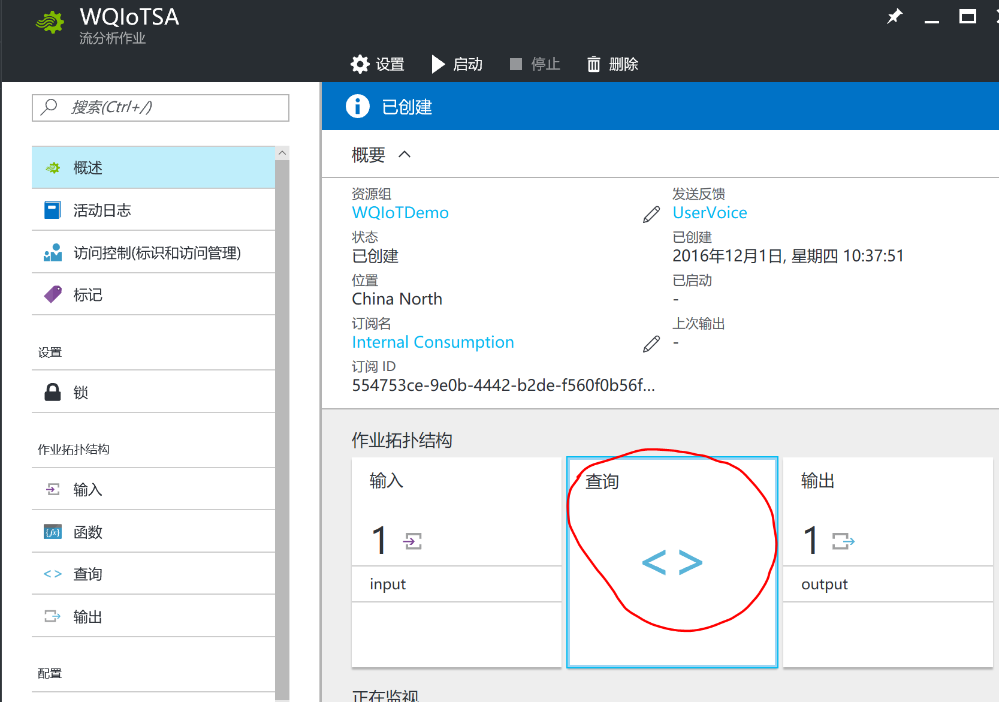 WQIoTSA
流分析作业
设置 启动 停止 删除
搜索(Ctrl+/)
概述
活动日志
访问控制(标识和访问管理)
标记
设置
锁
作业拓扑结构
输入
函数
查询
输出
配置
已创建
概要
资源组
WQIoTDemo
状态
已创建
位置
China North
订阅名
Internal Consumption
订阅 ID
554753ce-9e0b-4442-b2de-f560f0b56f...
发送反馈
UserVoice
已创建
2016年12月1日, 星期四 10:37:51
已启动
-
上次输出
-
作业拓扑结构
输入
1
input
查询
< >
输出
1
output
正在监视